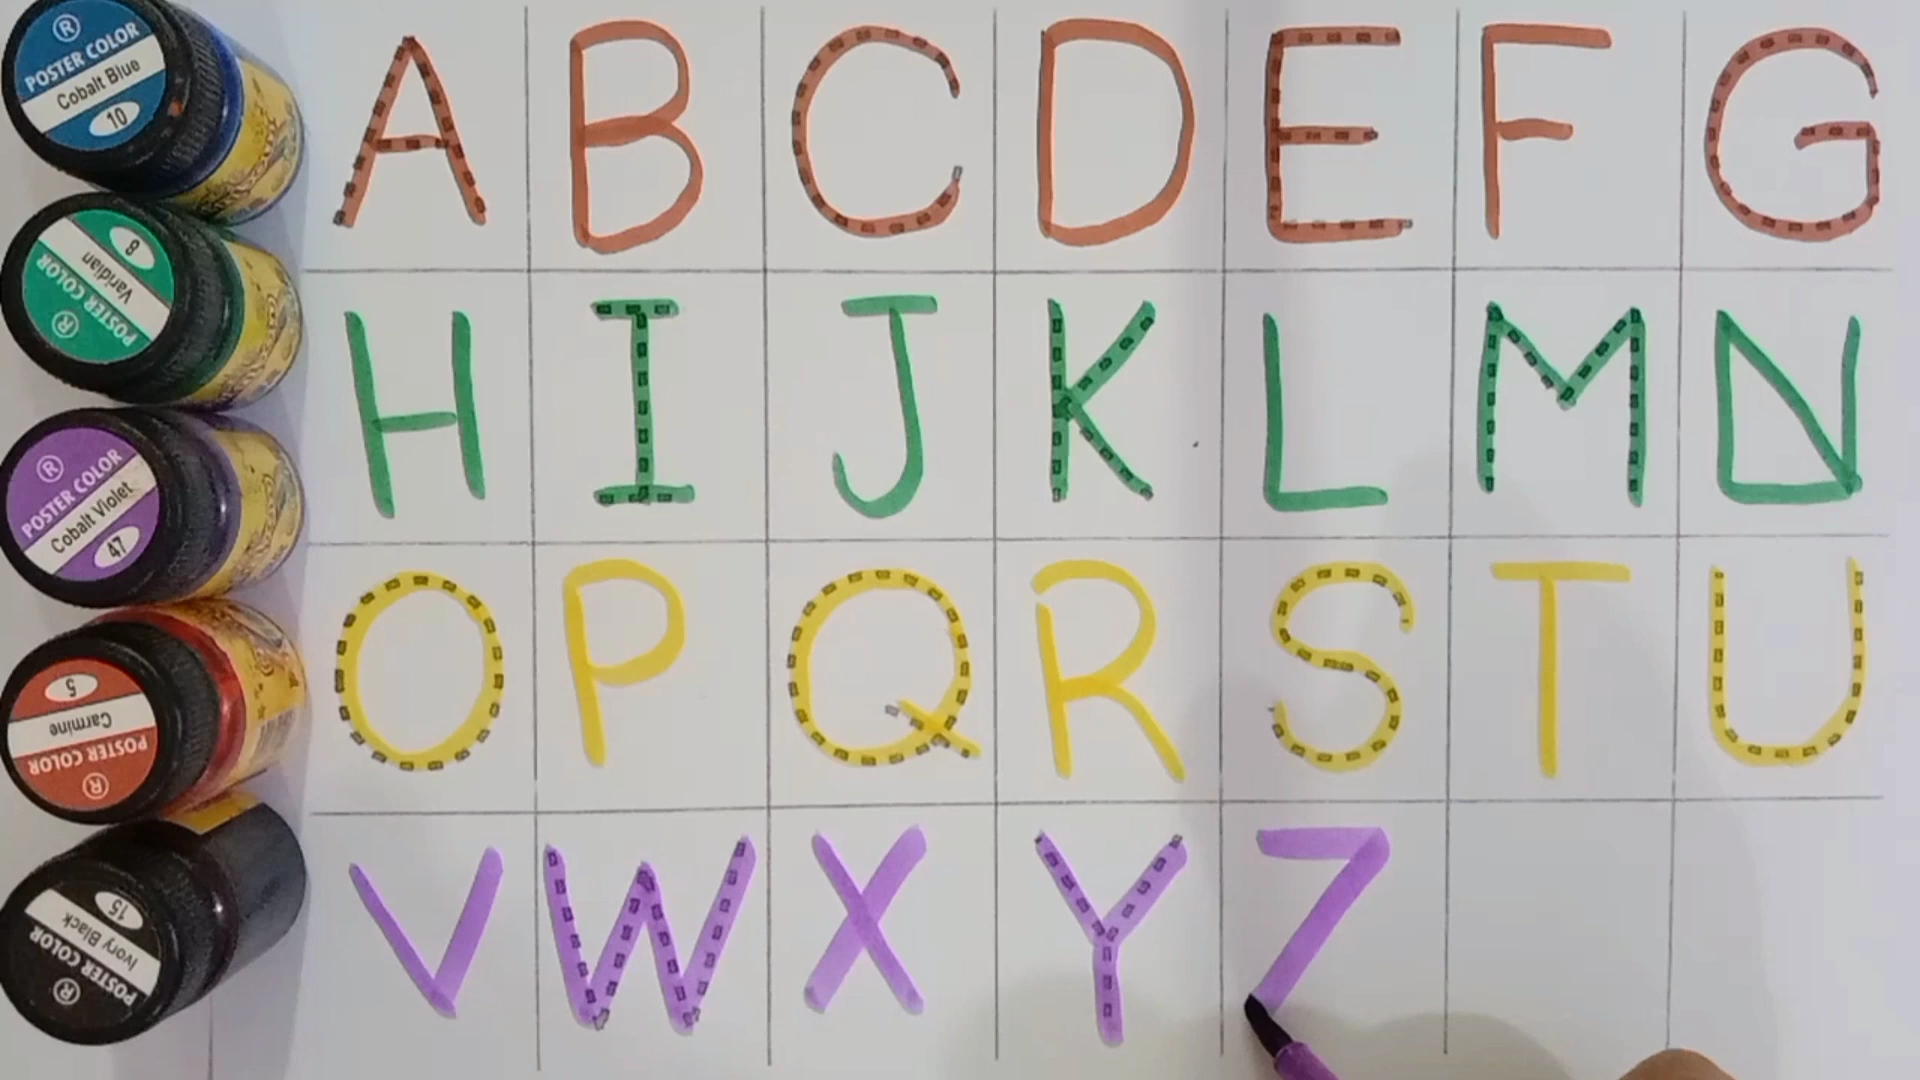 ® POSTER COLOR
Cobalt Blue
10
8
Varidian
POSTER COLOR ®
® POSTER COLOR
Cobalt Violet
47
5
Carmine
POSTER COLOR ®
15
Ivory Black
POSTER COLOR ®
A B C D E F G
H I J K L M N
O P Q R S T U
V W X Y Z